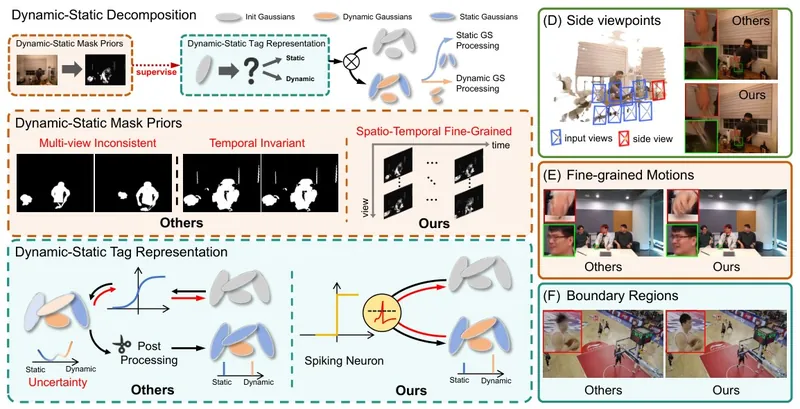 Dynamic-Static Decomposition
Init Gaussians
Dynamic Gaussians
Static Gaussians
Dynamic-Static Mask Priors
supervise
Dynamic-Static Tag Representation
?
Static
Dynamic
Static GS
Processing
Dynamic GS
Processing
Dynamic-Static Mask Priors
Multi-view Inconsistent
Temporal Invariant
Others
Spatio-Temporal Fine-Grained
time
view
Ours
Dynamic-Static Tag Representation
Static
Dynamic
Uncertainty
Post
Processing
Others
Static
Dynamic
Spiking Neuron
Ours
Static
Dynamic
(D) Side viewpoints
input views
side view
Others
Ours
(E) Fine-grained Motions
Others
Ours
(F) Boundary Regions
Others
Ours